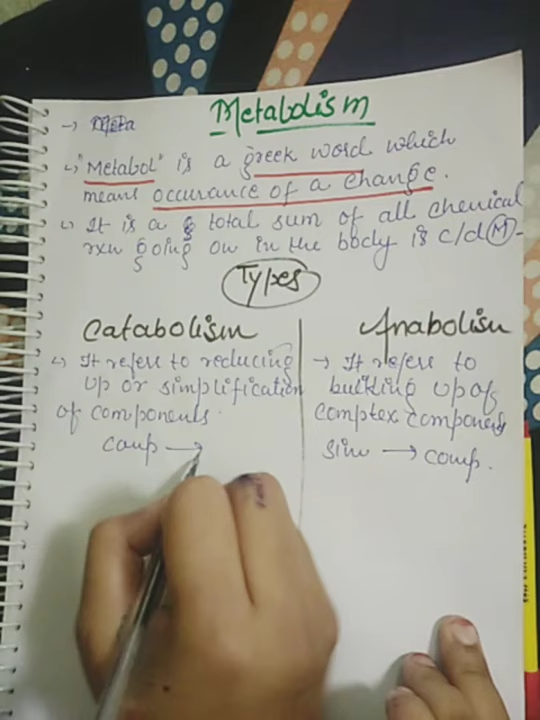 Metabolism
→ Meta
↳ "Metabol" is a greek word which
means occurance of a change.
↳ It is a total sum of all chemical
rxn going on in the body is c/d (M)-
Types
Catabolism
↳ It refers to reducing
up or simplification
of components.
comp →
Anabolism
→ It refers to
building up of
complex components
sim → comp.